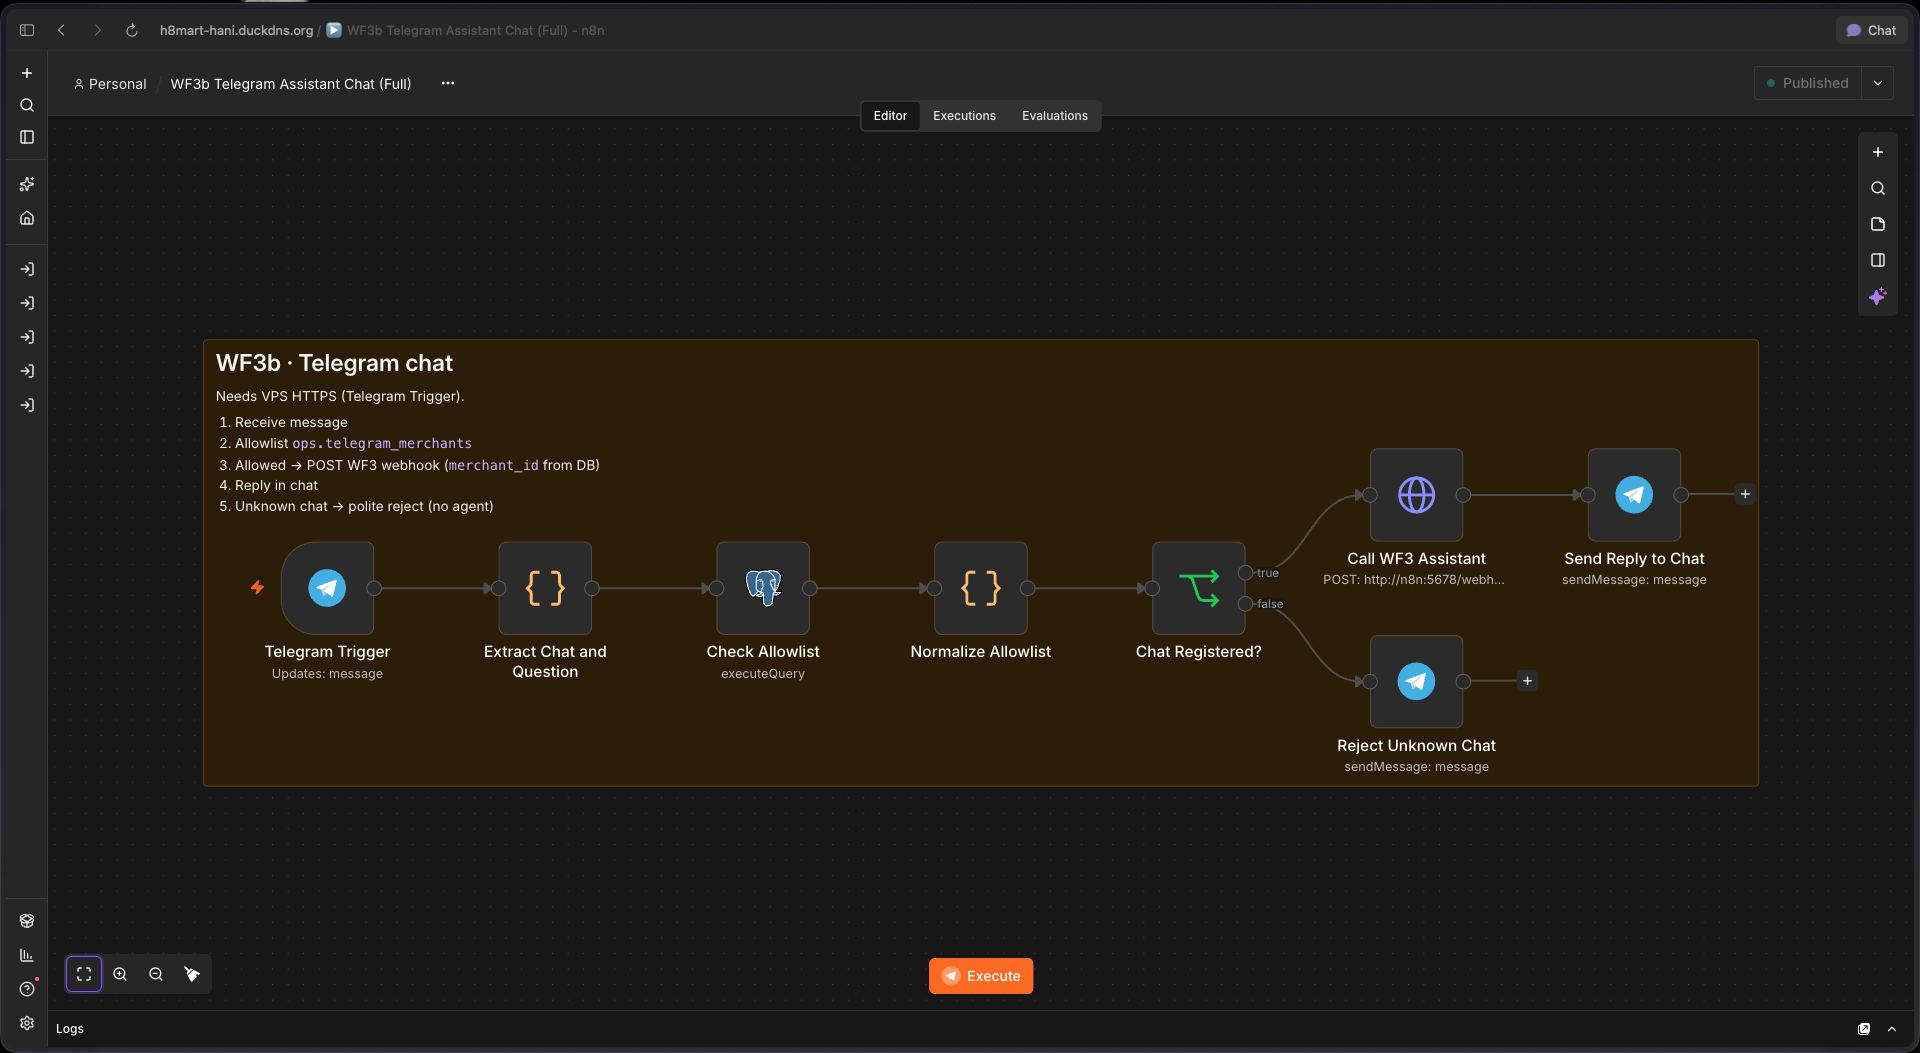 h8mart-hani.duckdns.org / WF3b Telegram Assistant Chat (Full) - n8n
Chat
Personal / WF3b Telegram Assistant Chat (Full) ...
Published
Editor Executions Evaluations
WF3b · Telegram chat
Needs VPS HTTPS (Telegram Trigger).
1. Receive message
2. Allowlist ops.telegram_merchants
3. Allowed → POST WF3 webhook (merchant_id from DB)
4. Reply in chat
5. Unknown chat → polite reject (no agent)
Telegram Trigger
Updates: message
Extract Chat and
Question
Check Allowlist
executeQuery
Normalize Allowlist
Chat Registered?
true
false
Call WF3 Assistant
POST: http://n8n:5678/webh...
Send Reply to Chat
sendMessage: message
Reject Unknown Chat
sendMessage: message
Execute
Logs